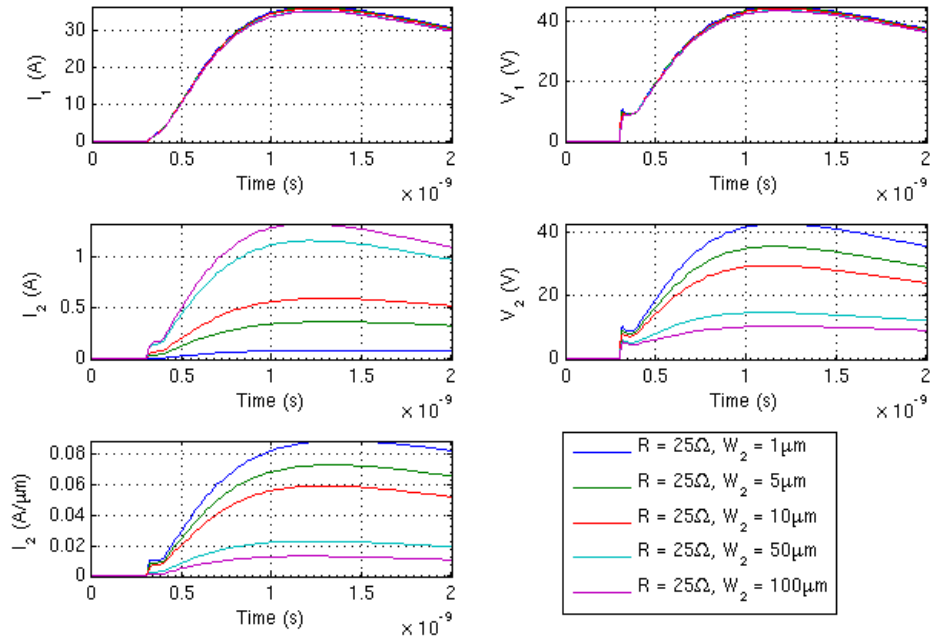 30
20
10
0
I₁ (A)
0 0.5 1 1.5 2
Time (s)
× 10⁻⁹
40
20
0
V₁ (V)
0 0.5 1 1.5 2
Time (s)
× 10⁻⁹
1
0.5
0
I₂ (A)
0 0.5 1 1.5 2
Time (s)
× 10⁻⁹
40
20
0
V₂ (V)
0 0.5 1 1.5 2
Time (s)
× 10⁻⁹
0.08
0.06
0.04
0.02
0
I₂ (A/μm)
0 0.5 1 1.5 2
Time (s)
× 10⁻⁹
R = 25Ω, W₂ = 1μm
R = 25Ω, W₂ = 5μm
R = 25Ω, W₂ = 10μm
R = 25Ω, W₂ = 50μm
R = 25Ω, W₂ = 100μm